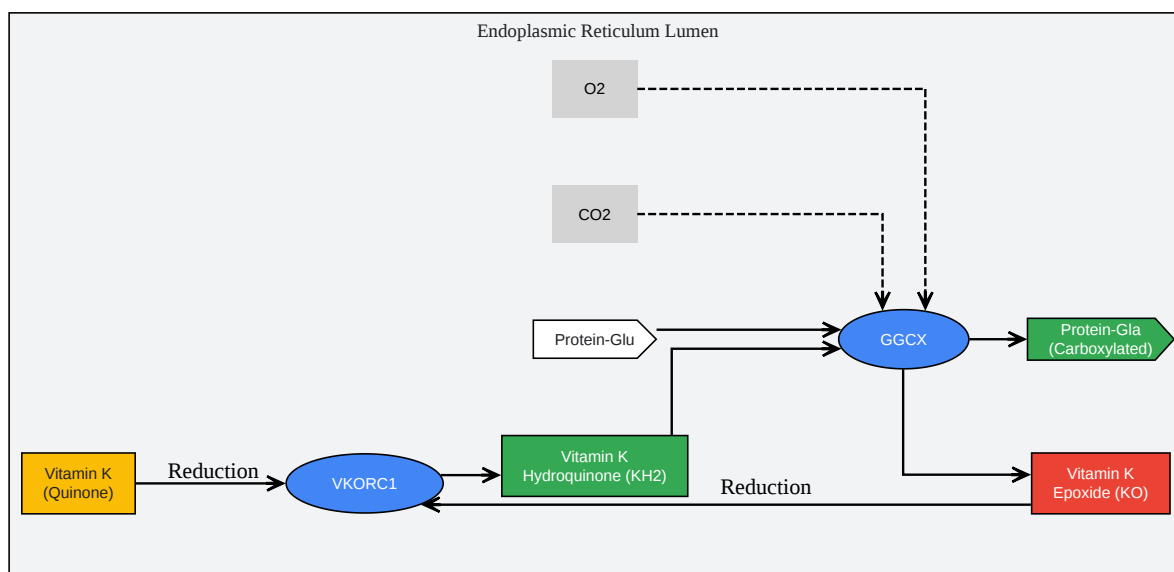 Endoplasmic Reticulum Lumen
O2
CO2
Protein-Glu
GGCX
Protein-Gla
(Carboxylated)
Vitamin K
(Quinone)
Reduction
VKORC1
Vitamin K
Hydroquinone (KH2)
Reduction
Vitamin K
Epoxide (KO)